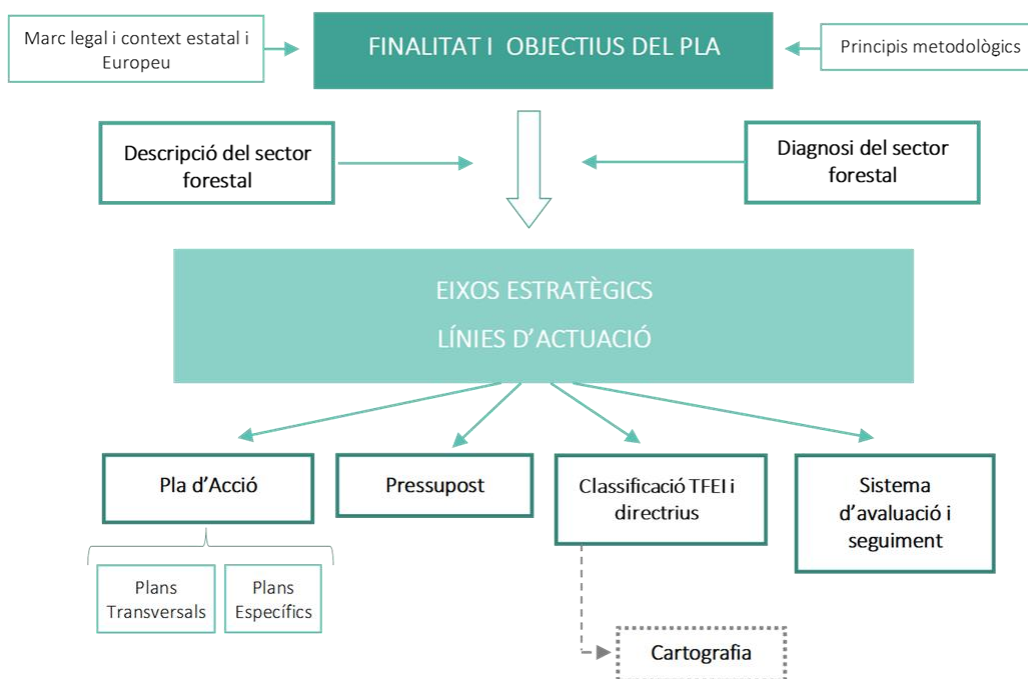 Marc legal i context estatal i
Europeu
FINALITAT I OBJECTIUS DEL PLA
Principis metodològics
Descripció del sector
forestal
Diagnosi del sector
forestal
EIXOS ESTRATÈGICS
LÍNIES D’ACTUACIÓ
Pla d’Acció
Pressupost
Classificació TFEI i
directrius
Sistema
d’avaluació i
seguiment
Plans
Transversals
Plans
Específics
Cartografia